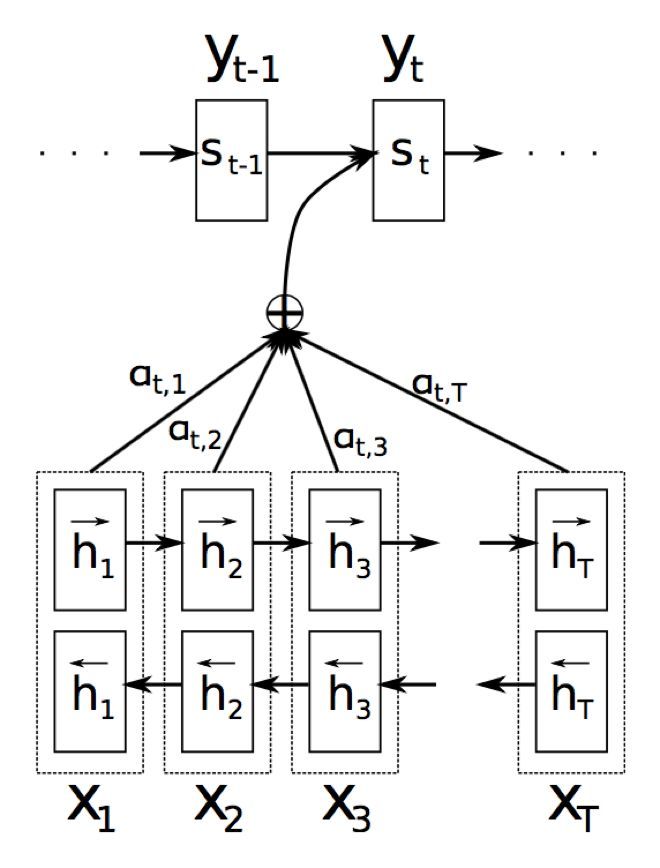 y_{t-1} y_t
. . . s_{t-1} s_t . . .
+
a_{t,1} a_{t,T}
a_{t,2} a_{t,3}
\overrightarrow{h}_1 \overrightarrow{h}_2 \overrightarrow{h}_3 \overrightarrow{h}_T
\overleftarrow{h}_1 \overleftarrow{h}_2 \overleftarrow{h}_3 \overleftarrow{h}_T
x_1 x_2 x_3 x_T